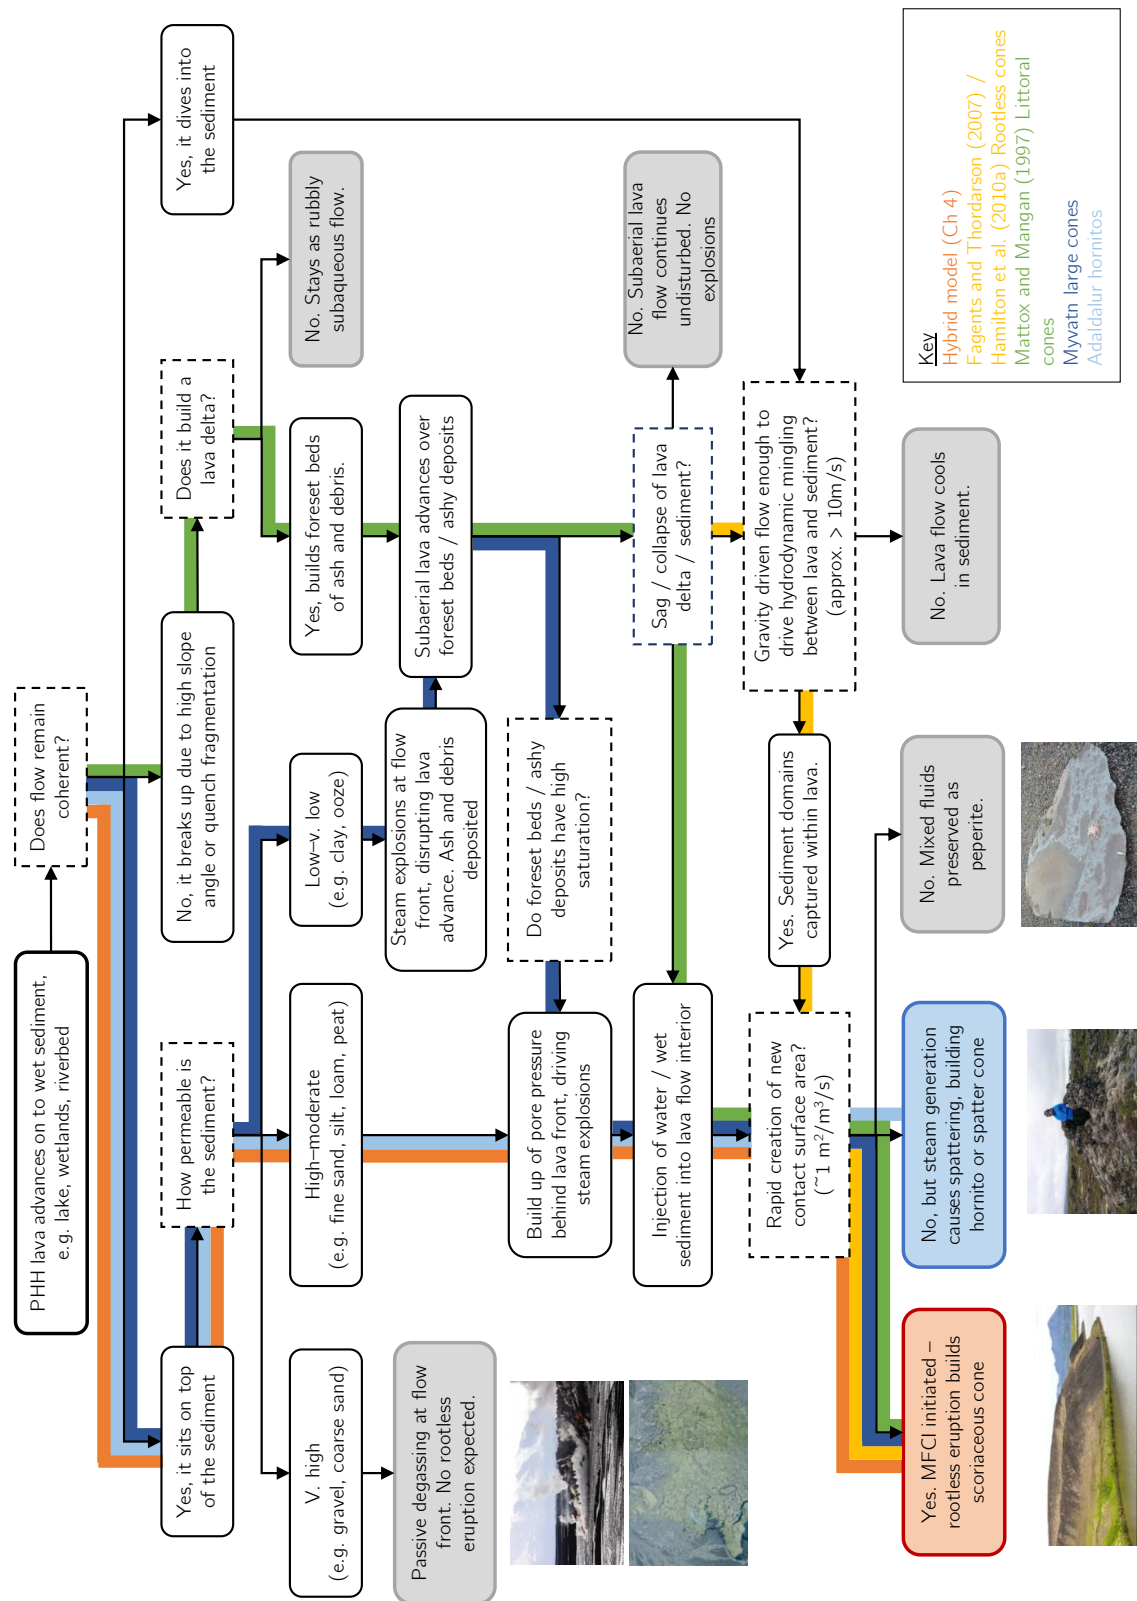 PHH lava advances on to wet sediment,
e.g. lake, wetlands, riverbed
Does flow remain
coherent?
Yes, it sits on top
of the sediment
No, it breaks up due to high slope
angle or quench fragmentation
Yes, it dives into
the sediment
How permeable is
the sediment?
Does it build a
lava delta?
V. high
(e.g. gravel, coarse sand)
High–moderate
(e.g. fine sand, silt, loam, peat)
Low–v. low
(e.g. clay, ooze)
Yes, builds foreset beds
of ash and debris.
No. Stays as rubbly
subaqueous flow.
Passive degassing at flow
front. No rootless
eruption expected.
Steam explosions at flow
front, disrupting lava
advance. Ash and debris
deposited
Subaerial lava advances over
foreset beds / ashy deposits
Build up of pore pressure
behind lava front, driving
steam explosions
Do foreset beds / ashy
deposits have high
saturation?
Injection of water / wet
sediment into lava flow interior
Sag / collapse of lava
delta / sediment?
No. Subaerial lava
flow continues
undisturbed. No
explosions
Rapid creation of new
contact surface area?
(~1 m²/m³/s)
Yes. Sediment domains
captured within lava.
Gravity driven flow enough to
drive hydrodynamic mingling
between lava and sediment?
(approx. > 10m/s)
Yes. MFCI initiated –
rootless eruption builds
scoriaceous cone
No, but steam generation
causes spattering, building
hornito or spatter cone
No. Mixed fluids
preserved as
peperite.
No. Lava flow cools
in sediment.
Key
Hybrid model (Ch 4)
Fagents and Thordarson (2007) /
Hamilton et al. (2010a) Rootless cones
Mattox and Mangan (1997) Littoral
cones
Myvatn large cones
Adaldalur hornitos